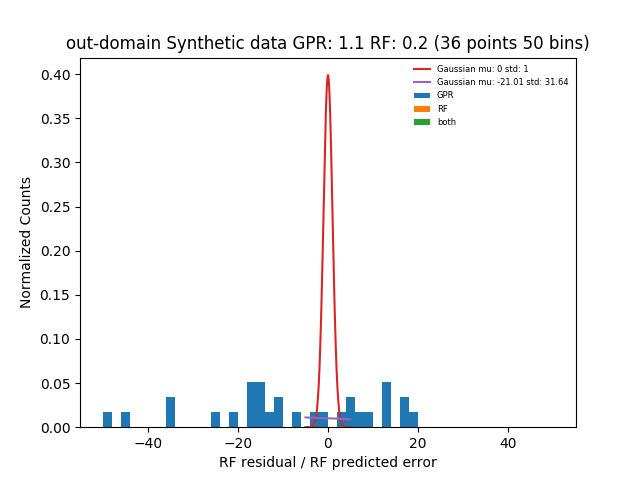 out-domain Synthetic data GPR: 1.1 RF: 0.2 (36 points 50 bins)
Gaussian mu: 0 std: 1
Gaussian mu: -21.01 std: 31.64
GPR
RF
both
Normalized Counts
0.40
0.35
0.30
0.25
0.20
0.15
0.10
0.05
0.00
−40
−20
0
20
40
RF residual / RF predicted error